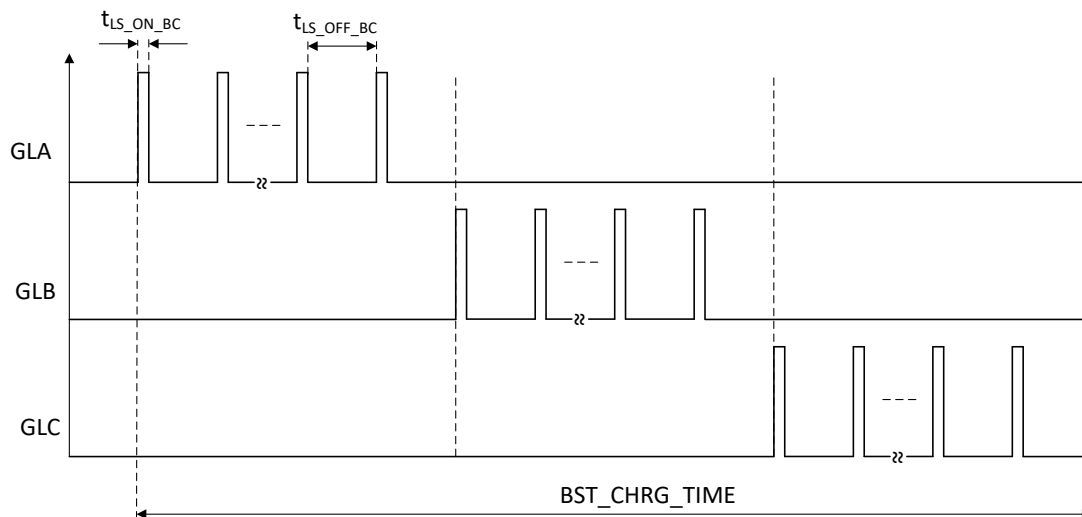 tLS_ON_BC
tLS_OFF_BC
GLA
GLB
GLC
BST_CHRG_TIME